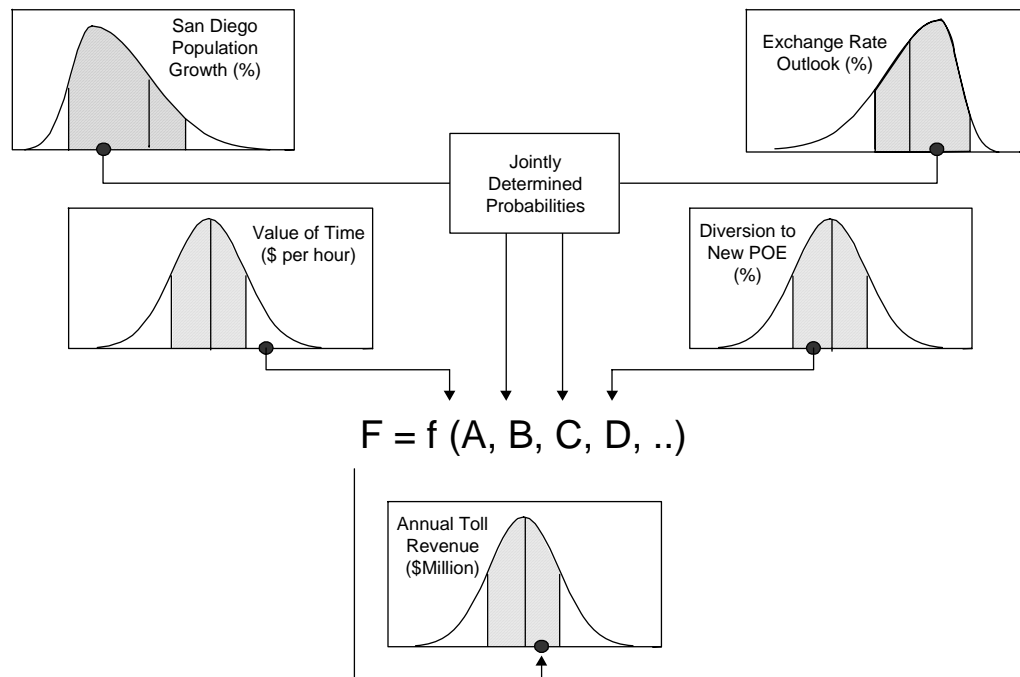 San Diego
Population
Growth (%)
Exchange Rate
Outlook (%)
Jointly
Determined
Probabilities
Value of Time
($ per hour)
Diversion to
New POE
(%)
F = f (A, B, C, D, ..)
Annual Toll
Revenue
($Million)